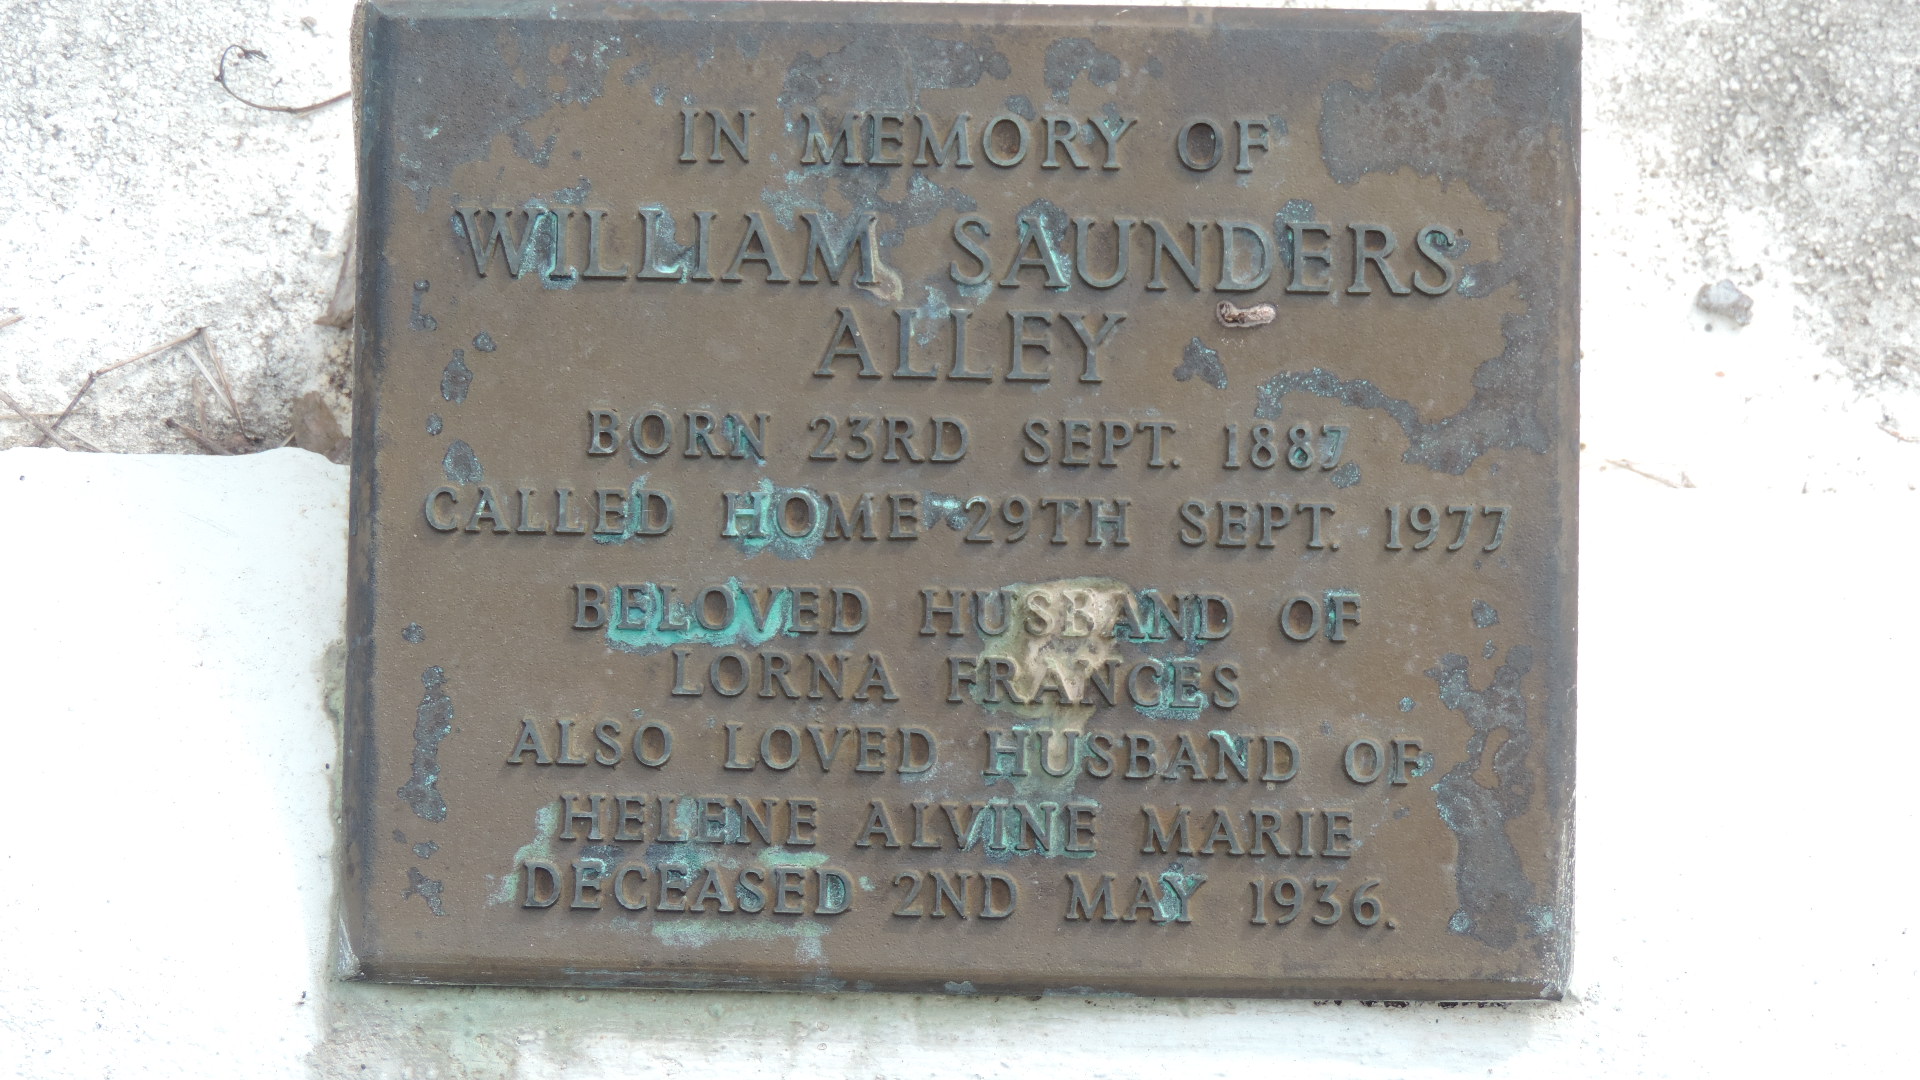 IN MEMORY OF
WILLIAM SAUNDERS
ALLEY
BORN 23RD SEPT. 1887
CALLED HOME 29TH SEPT. 1977
BELOVED HUSBAND OF
LORNA FRANCES
ALSO LOVED HUSBAND OF
HELENE ALVINE MARIE
DECEASED 2ND MAY 1936.